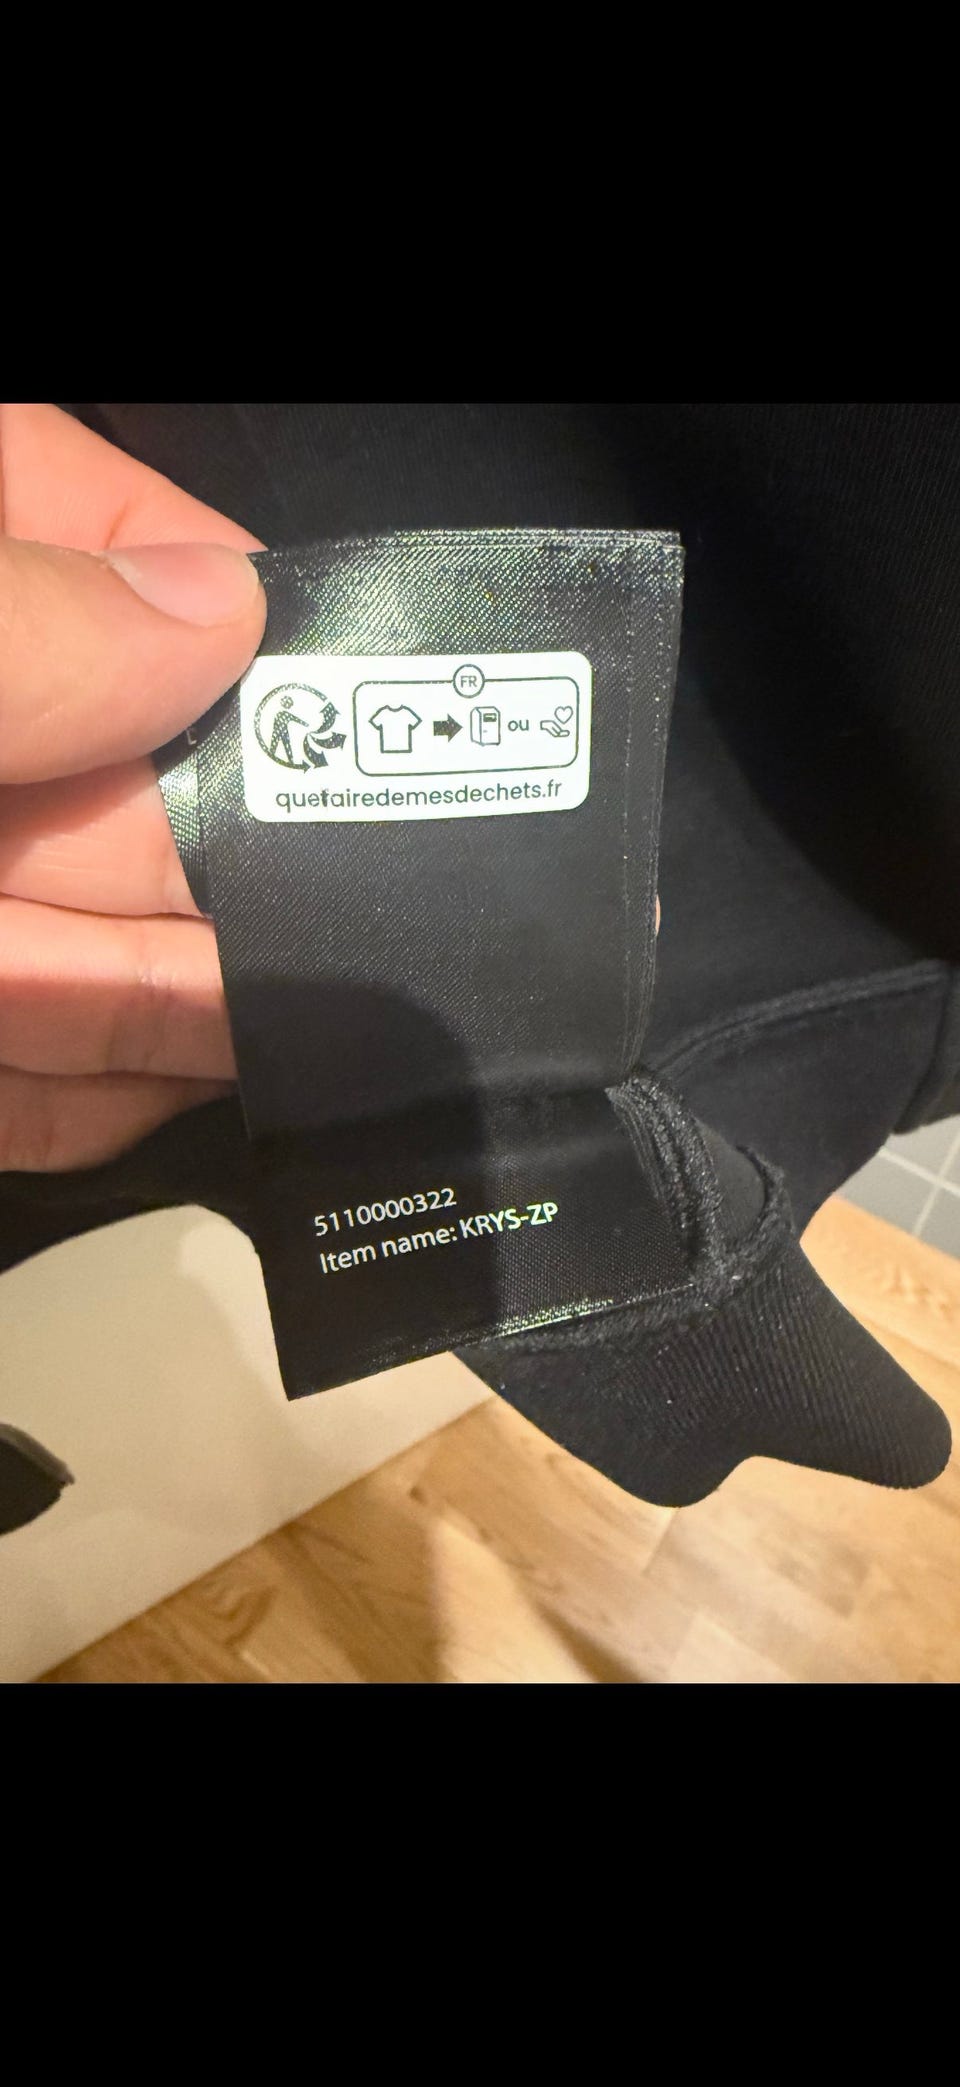 FR
ou
quefairedemesdechets.fr
5110000322
Item name: KRYS-ZP